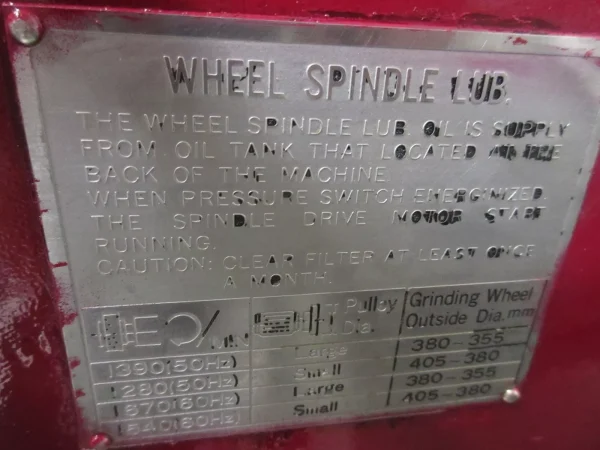 WHEEL SPINDLE LUB.
THE WHEEL SPINDLE LUB. OIL IS SUPPLY
FROM OIL TANK THAT LOCATED AT THE
BACK OF THE MACHINE
WHEN PRESSURE SWITCH ENERGIZED.
THE SPINDLE DRIVE MOTOR START
RUNNING.
CAUTION: CLEAR FILTER AT LEAST ONCE
A MONTH.
/MIN Pulley Dia. Grinding Wheel Outside Dia. mm
1390(50Hz) Large 380-355
1280(50Hz) Small 405-380
1670(60Hz) Large 380-355
1540(60Hz) Small 405-380